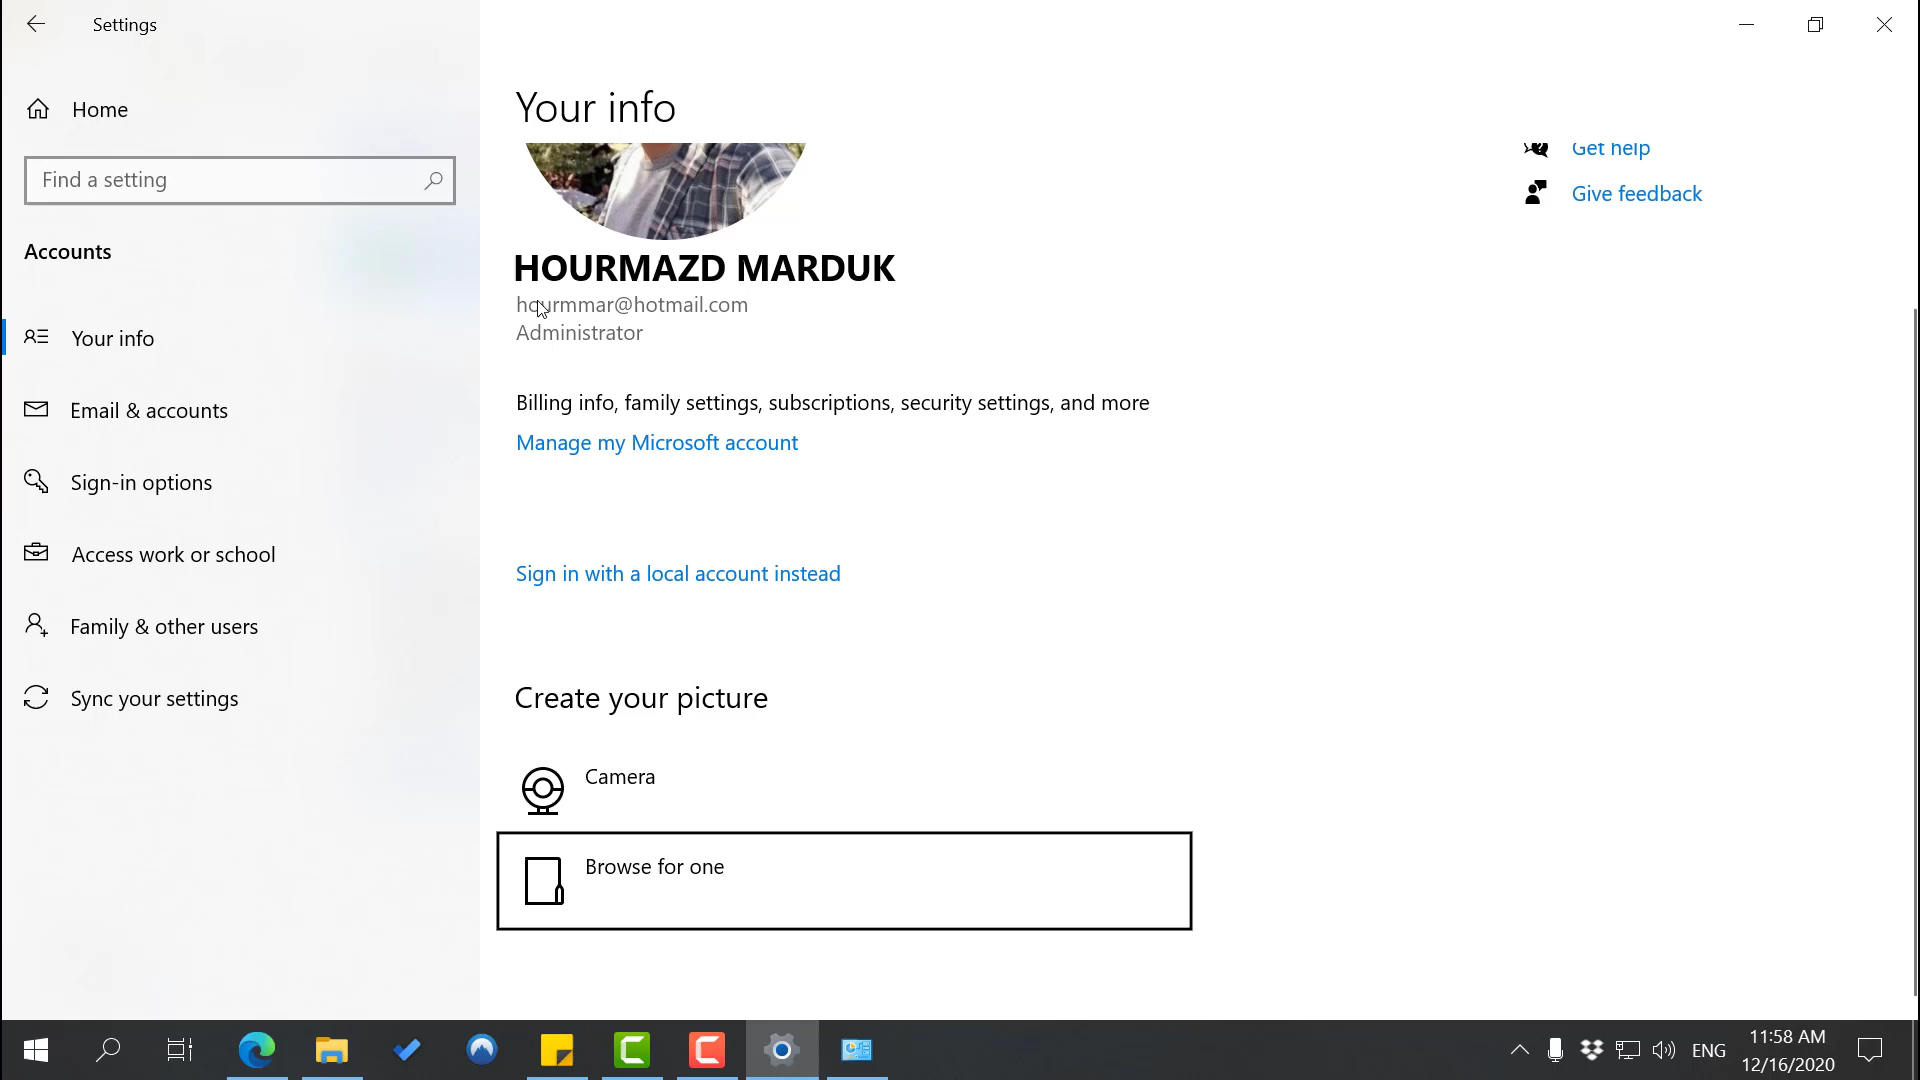 Settings
Home
Find a setting
Accounts
Your info
Email & accounts
Sign-in options
Access work or school
Family & other users
Sync your settings
Your info
HOURMAZD MARDUK
hourmmar@hotmail.com
Administrator
Billing info, family settings, subscriptions, security settings, and more
Manage my Microsoft account
Sign in with a local account instead
Create your picture
Camera
Browse for one
Get help
Give feedback
ENG
11:58 AM
12/16/2020